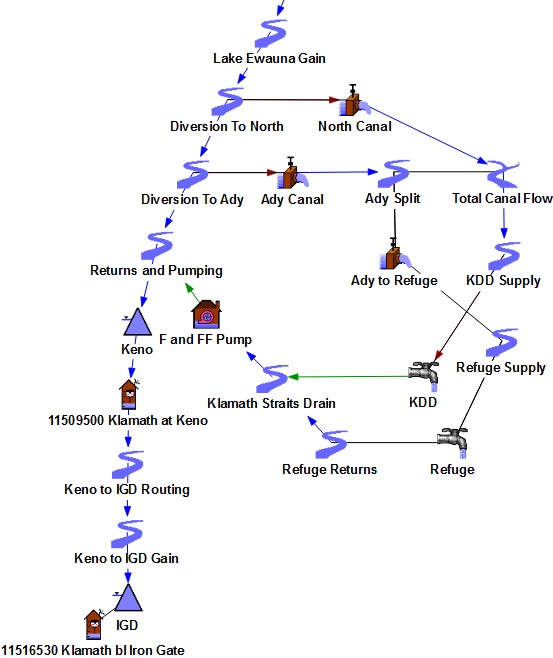 Lake Ewauna Gain
Diversion To North
North Canal
Diversion To Ady
Ady Canal
Ady Split
Total Canal Flow
Returns and Pumping
Ady to Refuge
KDD Supply
F and FF Pump
Keno
Refuge Supply
Klamath Straits Drain
KDD
11509500 Klamath at Keno
Refuge Returns
Refuge
Keno to IGD Routing
Keno to IGD Gain
IGD
11516530 Klamath bl Iron Gate